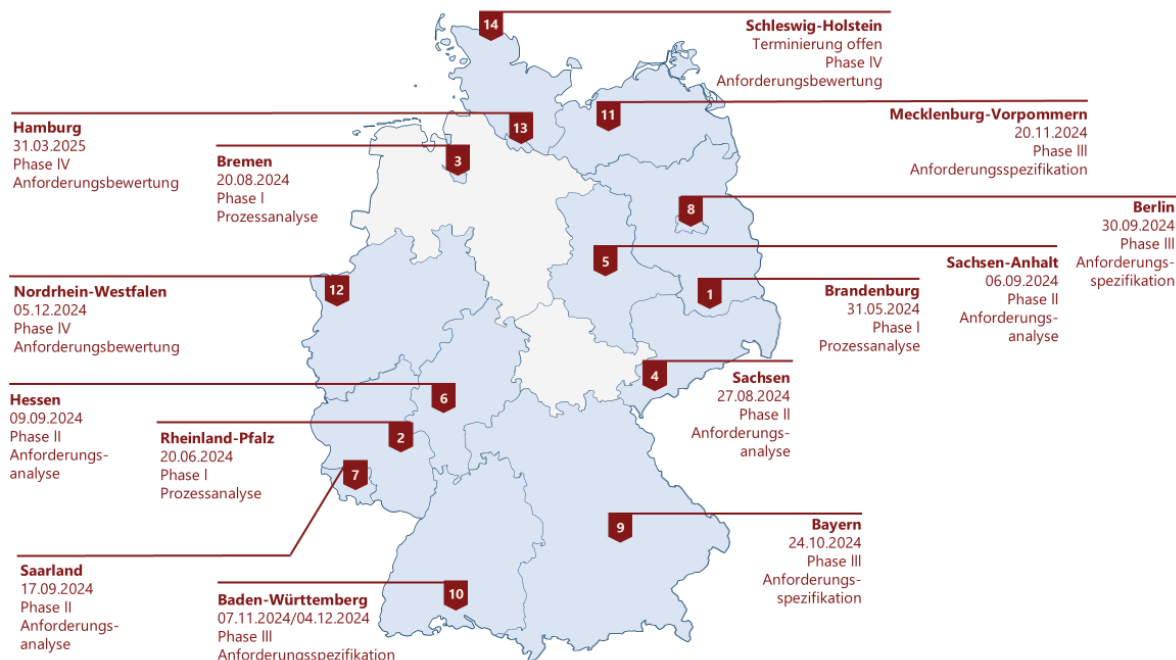 14
Schleswig-Holstein
Terminierung offen
Phase IV
Anforderungsbewertung
11
Mecklenburg-Vorpommern
20.11.2024
Phase III
Anforderungsspezifikation
13
Hamburg
31.03.2025
Phase IV
Anforderungsbewertung
3
Bremen
20.08.2024
Phase I
Prozessanalyse
8
Berlin
30.09.2024
Phase III
Anforderungs-
spezifikation
5
Sachsen-Anhalt
06.09.2024
Phase II
Anforderungs-
analyse
12
Nordrhein-Westfalen
05.12.2024
Phase IV
Anforderungsbewertung
1
Brandenburg
31.05.2024
Phase I
Prozessanalyse
4
Sachsen
27.08.2024
Phase II
Anforderungs-
analyse
6
Hessen
09.09.2024
Phase II
Anforderungs-
analyse
2
Rheinland-Pfalz
20.06.2024
Phase I
Prozessanalyse
7
Saarland
17.09.2024
Phase II
Anforderungs-
analyse
9
Bayern
24.10.2024
Phase III
Anforderungs-
spezifikation
10
Baden-Württemberg
07.11.2024/04.12.2024
Phase III
Anforderungsspezifikation